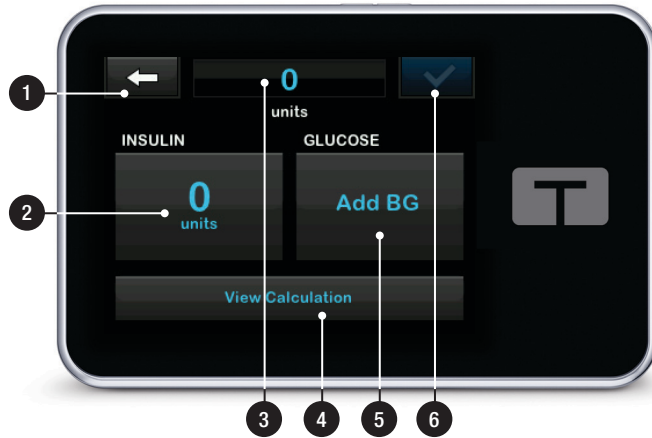 0
units
INSULIN
GLUCOSE
0
units
Add BG
View Calculation
T
1
2
3
4
5
6